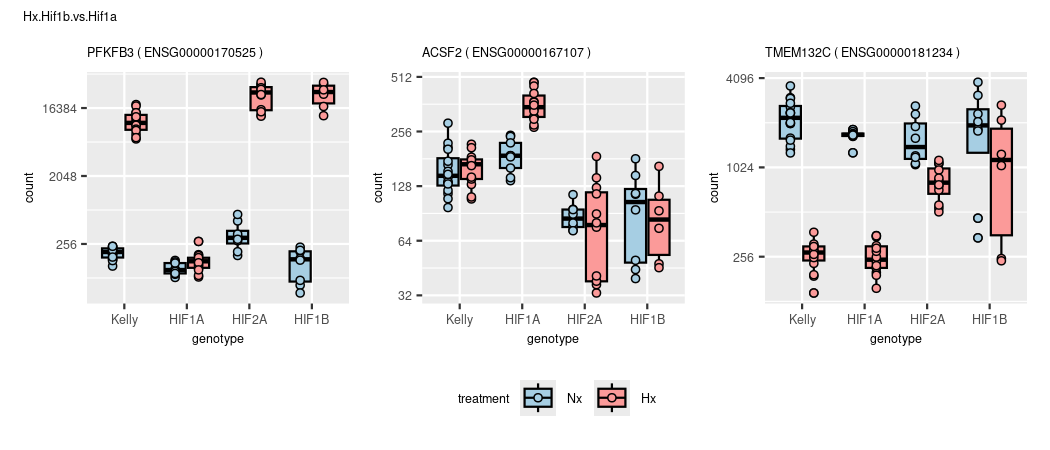 Hx.Hif1b.vs.Hif1a
PFKFB3 ( ENSG00000170525 )
16384
2048
256
count
Kelly HIF1A HIF2A HIF1B
genotype
ACSF2 ( ENSG00000167107 )
512
256
128
64
32
count
Kelly HIF1A HIF2A HIF1B
genotype
TMEM132C ( ENSG00000181234 )
4096
1024
256
count
Kelly HIF1A HIF2A HIF1B
genotype
treatment Nx Hx